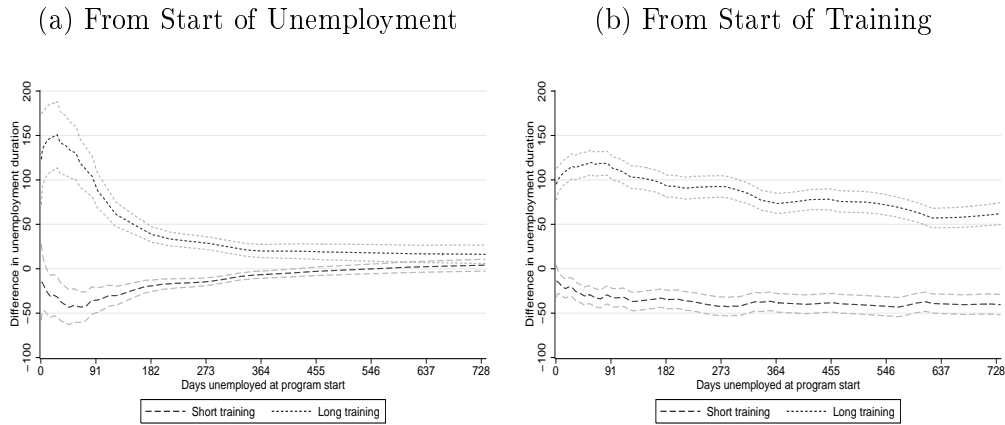 (a) From Start of Unemployment
(b) From Start of Training
Difference in unemployment duration
200
150
100
50
0
−50
−100
0 91 182 273 364 455 546 637 728
Days unemployed at program start
Short training Long training
Difference in unemployment duration
200
150
100
50
0
−50
−100
0 91 182 273 364 455 546 637 728
Days unemployed at program start
Short training Long training